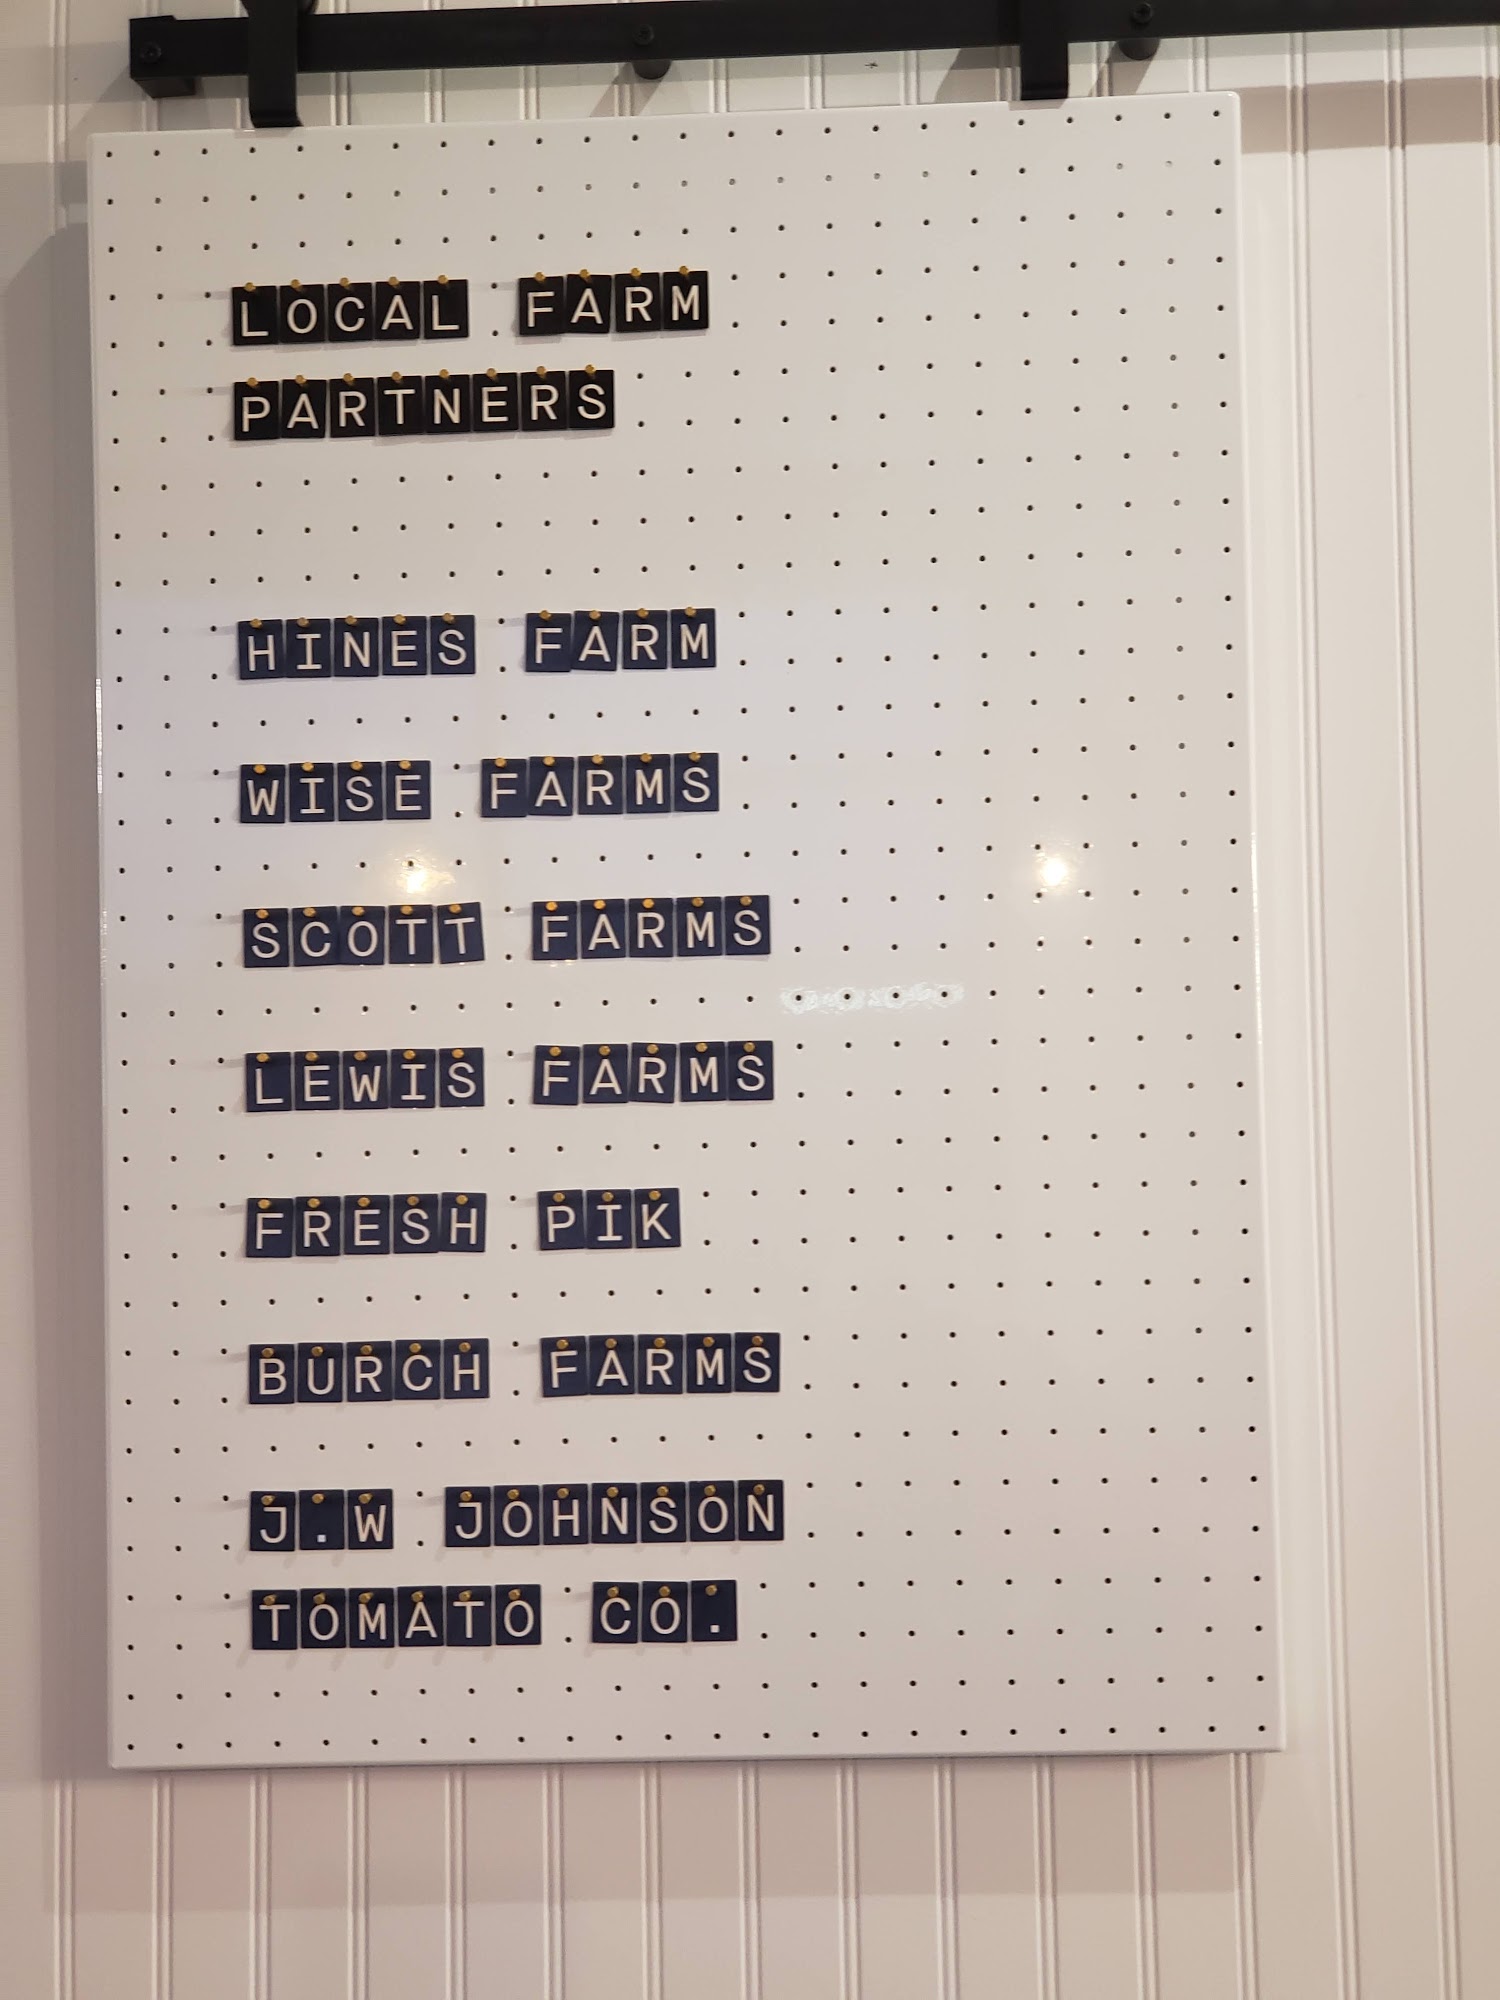 LOCAL FARM
PARTNERS
HINES FARM
WISE FARMS
SCOTT FARMS
LEWIS FARMS
FRESH PIK
BURCH FARMS
J.W JOHNSON
TOMATO CO.